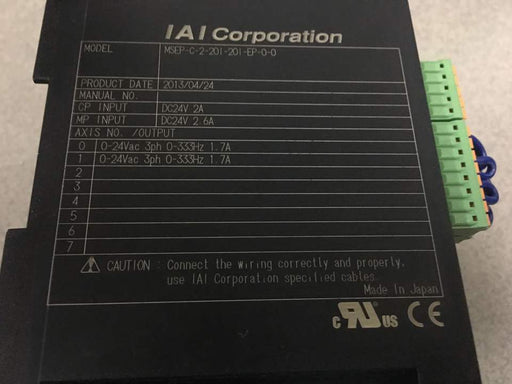 IAI Corporation
MODEL MSEP-C-2-20I-20I-EP-0-0
PRODUCT DATE 2013/04/24
MANUAL NO.
CP INPUT DC24V 2A
MP INPUT DC24V 2.6A
AXIS NO. /OUTPUT
0 0-24Vac 3ph 0-333Hz 1.7A
1 0-24Vac 3ph 0-333Hz 1.7A
2
3
4
5
6
7
CAUTION : Connect the wiring correctly and properly,
use IAI Corporation specified cables.
Made In Japan
c RU US CE